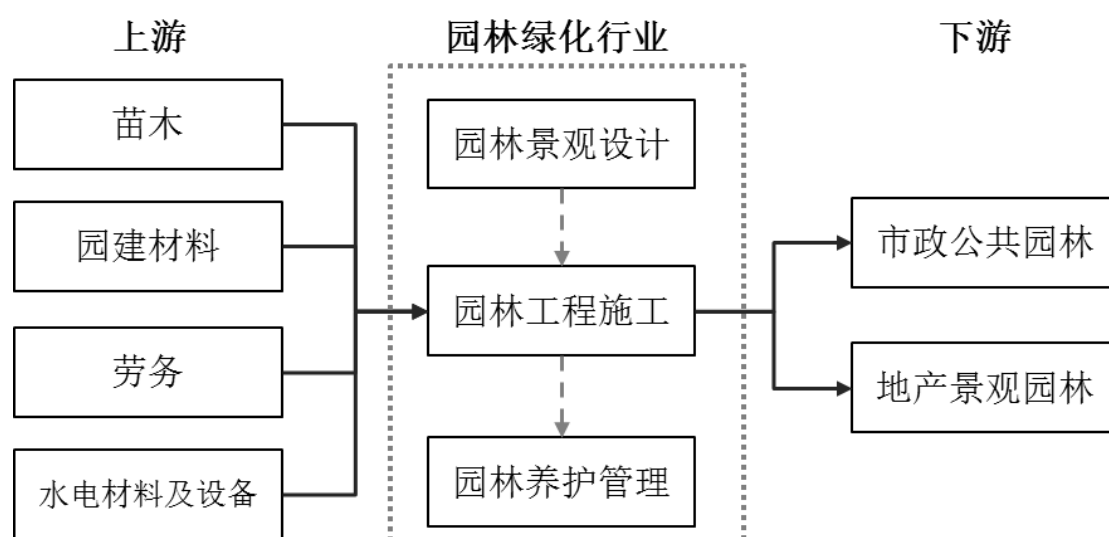 上游
园林绿化行业
下游
苗木
园建材料
劳务
水电材料及设备
园林景观设计
园林工程施工
园林养护管理
市政公共园林
地产景观园林